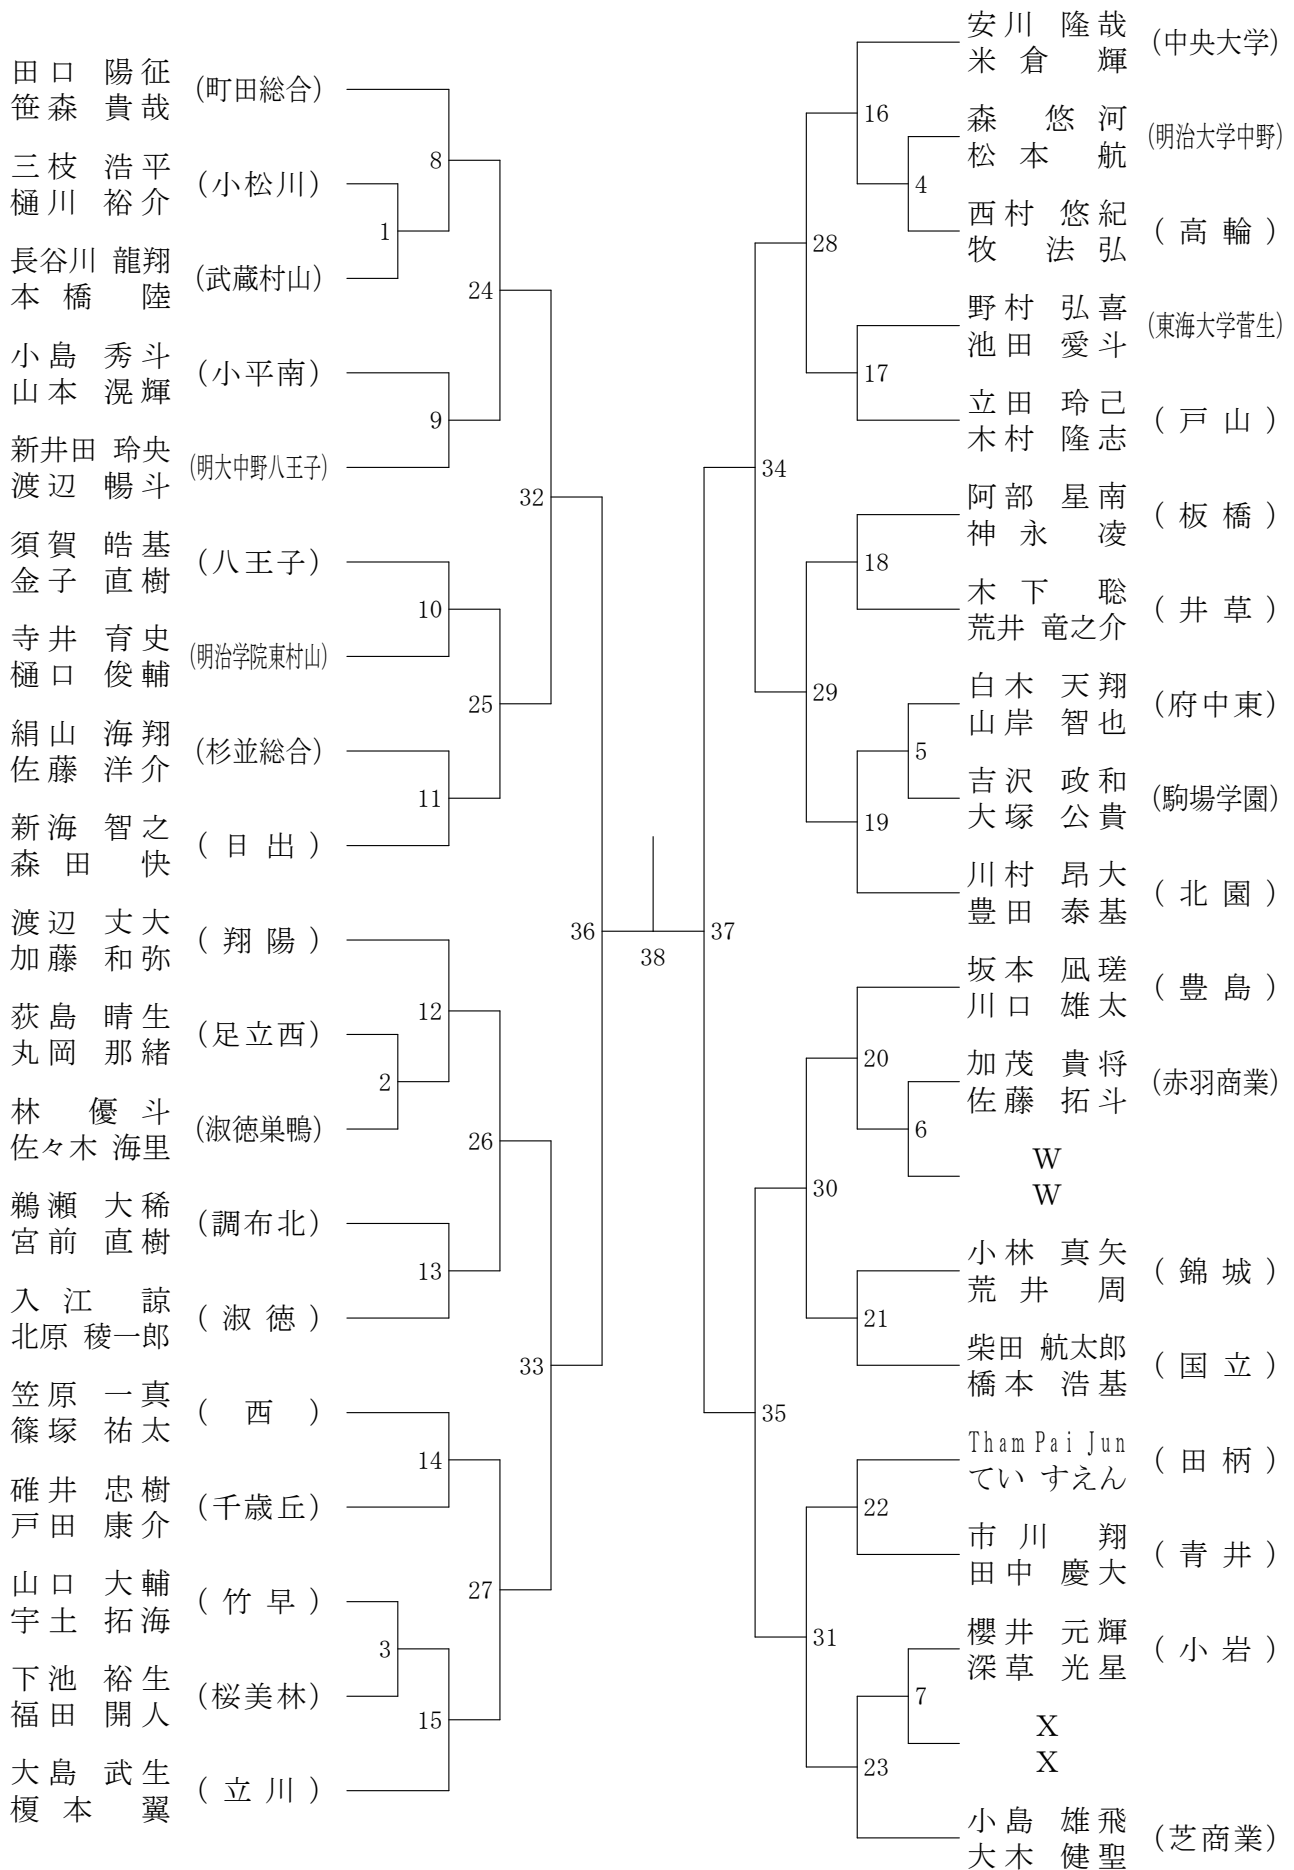 田口 陽征
笹森 貴哉
(町田総合)
三枝 浩平
樋川 裕介
(小松川)
長谷川 龍翔
本橋 陸
(武蔵村山)
小島 秀斗
山本 滉輝
(小平南)
新井田 玲央
渡辺 暢斗
(明大中野八王子)
須賀 皓基
金子 直樹
(八王子)
寺井 育史
樋口 俊輔
(明治学院東村山)
絹山 海翔
佐藤 洋介
(杉並総合)
新海 智之
森田 快
(日出)
渡辺 丈大
加藤 和弥
(翔陽)
荻島 晴生
丸岡 那緒
(足立西)
林 優斗
佐々木 海里
(淑徳巣鴨)
鵜瀬 大稀
宮前 直樹
(調布北)
入江 諒
北原 稜一郎
(淑徳)
笠原 一真
篠塚 祐太
(西)
碓井 忠樹
戸田 康介
(千歳丘)
山口 大輔
宇土 拓海
(竹早)
下池 裕生
福田 開人
(桜美林)
大島 武生
榎本 翼
(立川)
1
2
3
8
9
10
11
12
13
14
15
24
25
26
27
32
33
36
38
37
34
35
28
29
30
31
16
17
18
19
20
21
22
23
4
5
6
7
安川 隆哉
米倉 輝
(中央大学)
森 悠河
松本 航
(明治大学中野)
西村 悠紀
牧 法弘
(高輪)
野村 弘喜
池田 愛斗
(東海大学菅生)
立田 玲己
木村 隆志
(戸山)
阿部 星南
神永 凌
(板橋)
木下 聡
荒井 竜之介
(井草)
白木 天翔
山岸 智也
(府中東)
吉沢 政和
大塚 公貴
(駒場学園)
川村 昂大
豊田 泰基
(北園)
坂本 凪瑳
川口 雄太
(豊島)
加茂 貴将
佐藤 拓斗
(赤羽商業)
W
W
小林 真矢
荒井 周
(錦城)
柴田 航太郎
橋本 浩基
(国立)
Tham Pai Jun
てい すえん
(田柄)
市川 翔
田中 慶大
(青井)
櫻井 元輝
深草 光星
(小岩)
X
X
小島 雄飛
大木 健聖
(芝商業)